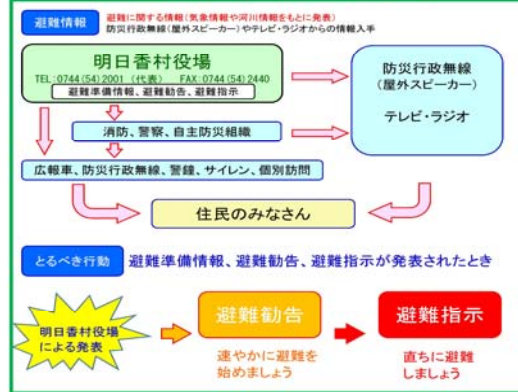 避難情報
避難に関する情報(気象情報や河川情報をもとに発表)
防災行政無線(屋外スピーカー)やテレビ・ラジオからの情報入手
明日香村役場
TEL:0744(54)2001 (代表) FAX:0744(54)2440
避難準備情報、避難勧告、避難指示
防災行政無線
(屋外スピーカー)
テレビ・ラジオ
消防、警察、自主防災組織
広報車、防災行政無線、警鐘、サイレン、個別訪問
住民のみなさん
とるべき行動
避難準備情報、避難勧告、避難指示が発表されたとき
明日香村役場
による発表
避難勧告
速やかに避難を
始めましょう
避難指示
直ちに避難
しましょう